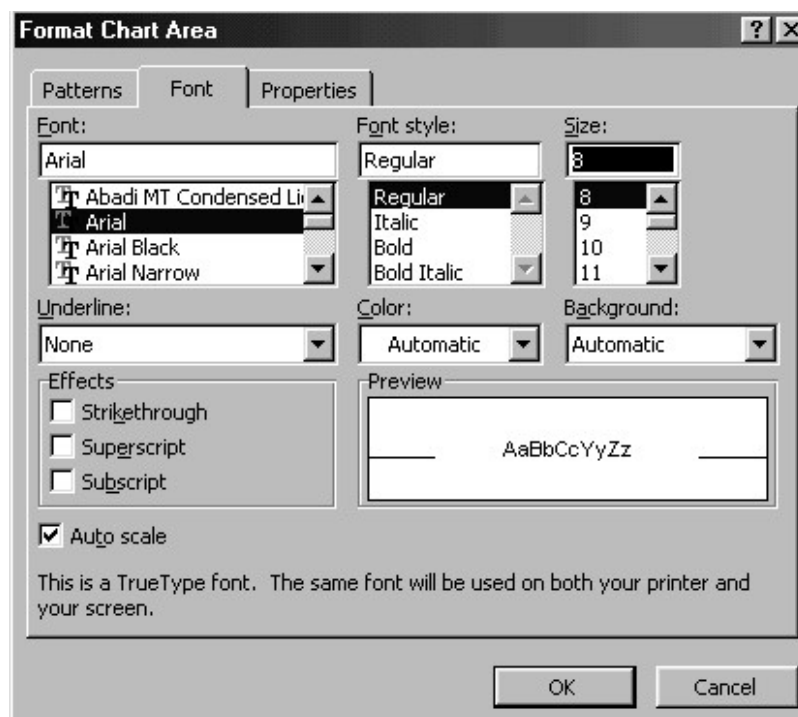 Format Chart Area
Patterns Font Properties
Font: Font style: Size:
Arial Regular 8
Abadi MT Condensed Li Regular 8
Arial Italic 9
Arial Black Bold 10
Arial Narrow Bold Italic 11
Underline: Color: Background:
None Automatic Automatic
Effects Preview
Strikethrough
Superscript AaBbCcYyZz
Subscript
Auto scale
This is a TrueType font. The same font will be used on both your printer and
your screen.
OK Cancel